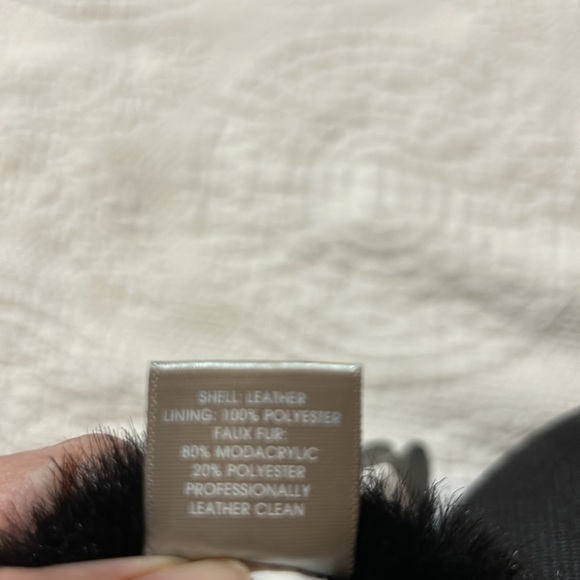 SHELL: LEATHER
LINING: 100% POLYESTER
FAUX FUR:
80% MODACRYLIC
20% POLYESTER
PROFESSIONALLY
LEATHER CLEAN